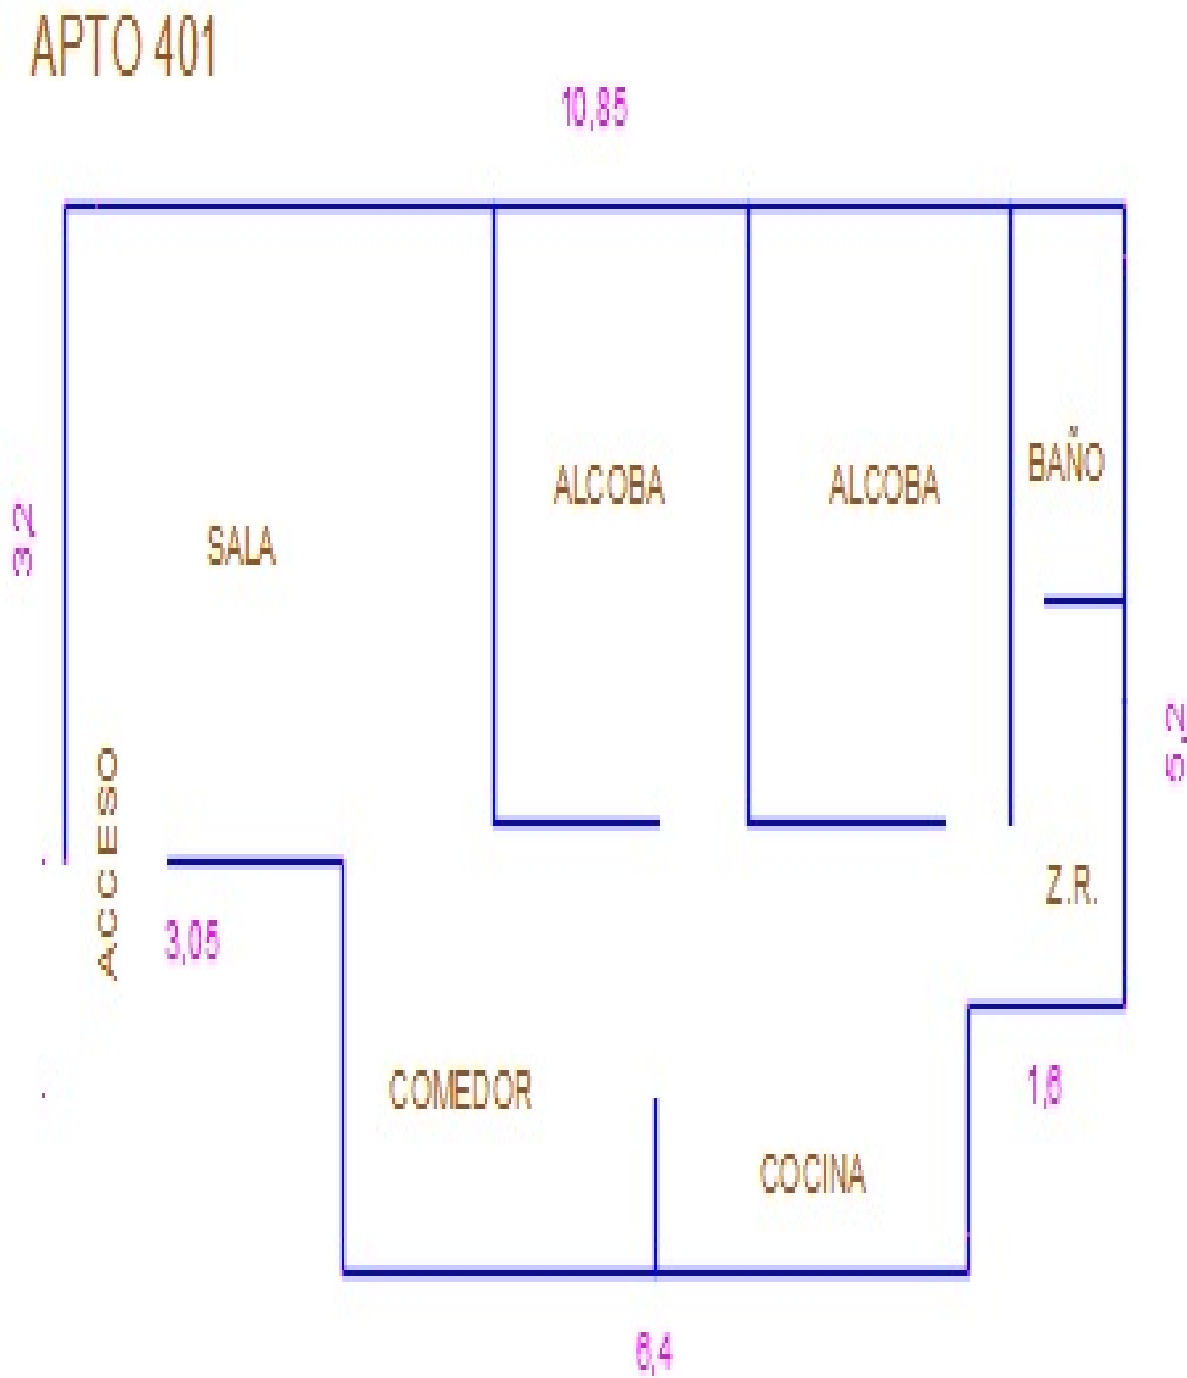 APTO 401
10,85
BAÑO
ALCOBA
ALCOBA
3,2
SALA
5,2
ACCESO
Z.R.
3,05
COMEDOR
1,6
COCINA
6,4